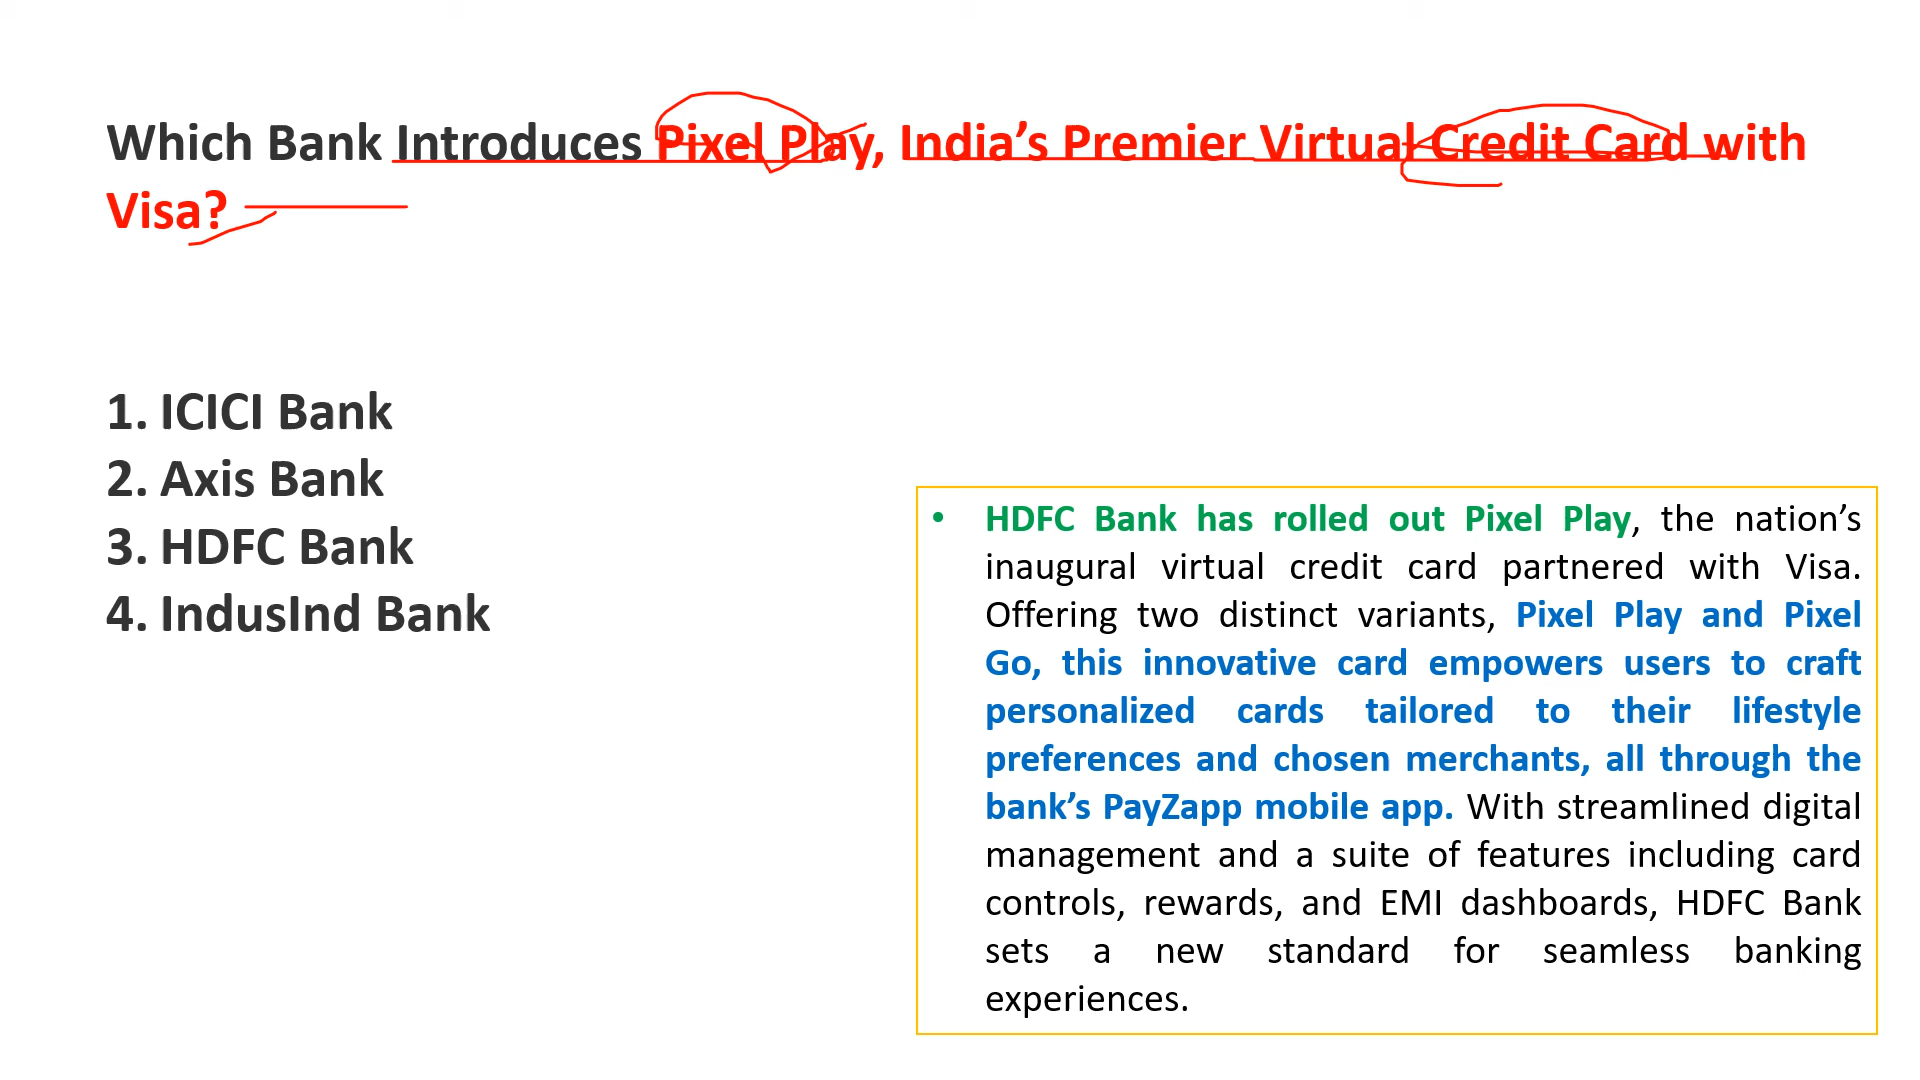 Which Bank Introduces Pixel Play, India’s Premier Virtual Credit Card with
Visa?
1. ICICI Bank
2. Axis Bank
3. HDFC Bank
4. IndusInd Bank
• HDFC Bank has rolled out Pixel Play, the nation’s
inaugural virtual credit card partnered with Visa.
Offering two distinct variants, Pixel Play and Pixel
Go, this innovative card empowers users to craft
personalized cards tailored to their lifestyle
preferences and chosen merchants, all through the
bank’s PayZapp mobile app. With streamlined digital
management and a suite of features including card
controls, rewards, and EMI dashboards, HDFC Bank
sets a new standard for seamless banking
experiences.